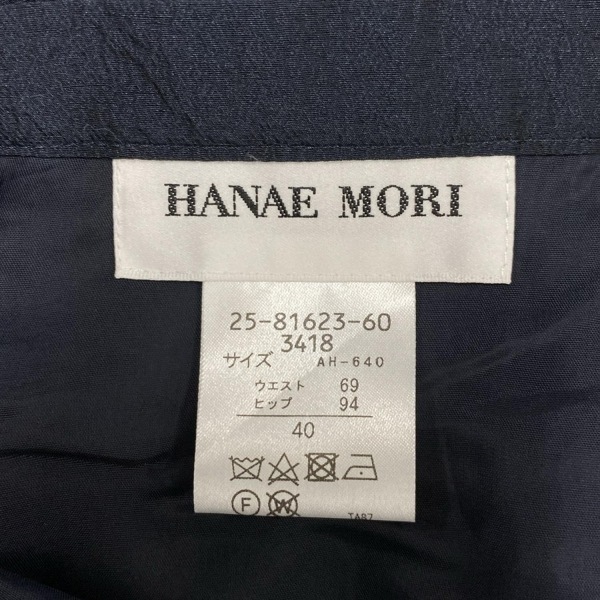 HANAE MORI
25-81623-60
3418
サイズ AH-640
ウエスト 69
ヒップ 94
40
F W
TA87